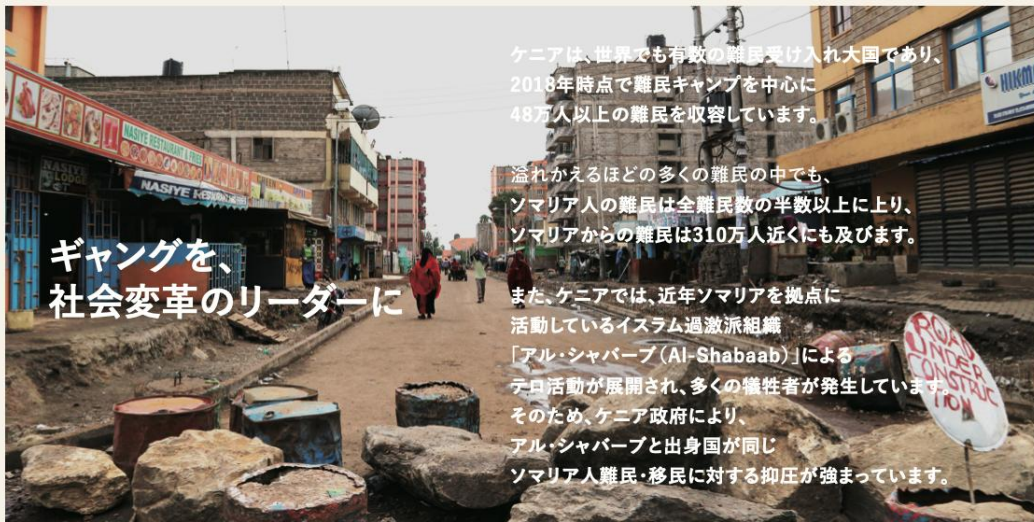 ギャングを、
社会変革のリーダーに
ケニアは、世界でも有数の難民受け入れ大国であり、
2018年時点で難民キャンプを中心に
48万人以上の難民を収容しています。
溢れかえるほどの多くの難民の中でも、
ソマリア人の難民は全難民数の半数以上に上り、
ソマリアからの難民は310万人近くにも及びます。
また、ケニアでは、近年ソマリアを拠点に
活動しているイスラム過激派組織
「アル・シャバーブ(Al-Shabaab)」による
テロ活動が展開され、多くの犠牲者が発生しています。
そのため、ケニア政府により、
アル・シャバーブと出身国が同じ
ソマリア人難民・移民に対する抑圧が強まっています。
NASIYE RESTAURANT & FRIES
NASIYE
LODGE
NASIYE RESTAURANT
ROAD
UNDER
CONSTRUC
TION